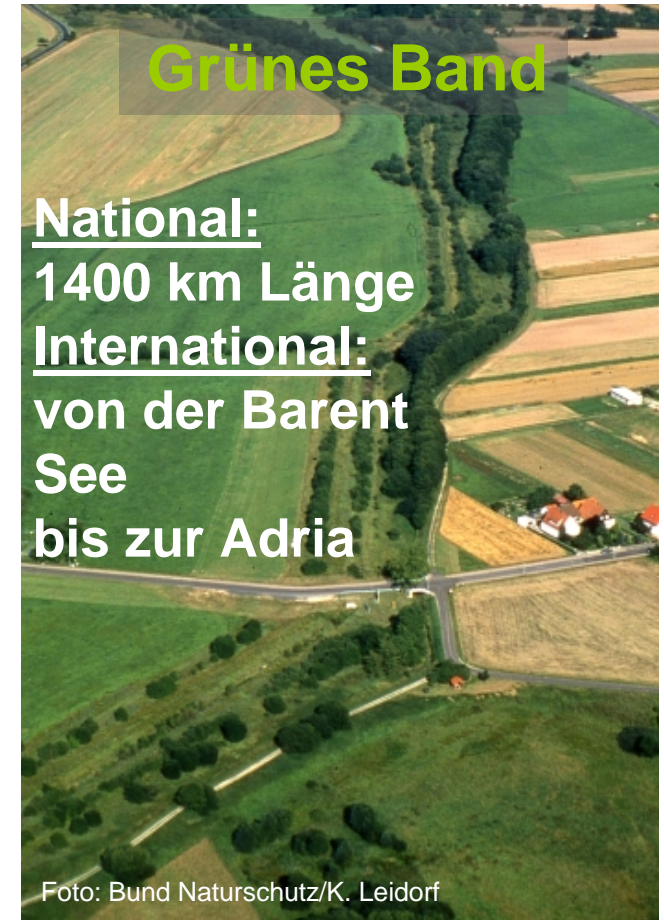 Grünes Band
National:
1400 km Länge
International:
von der Barent
See
bis zur Adria
Foto: Bund Naturschutz/K. Leidorf